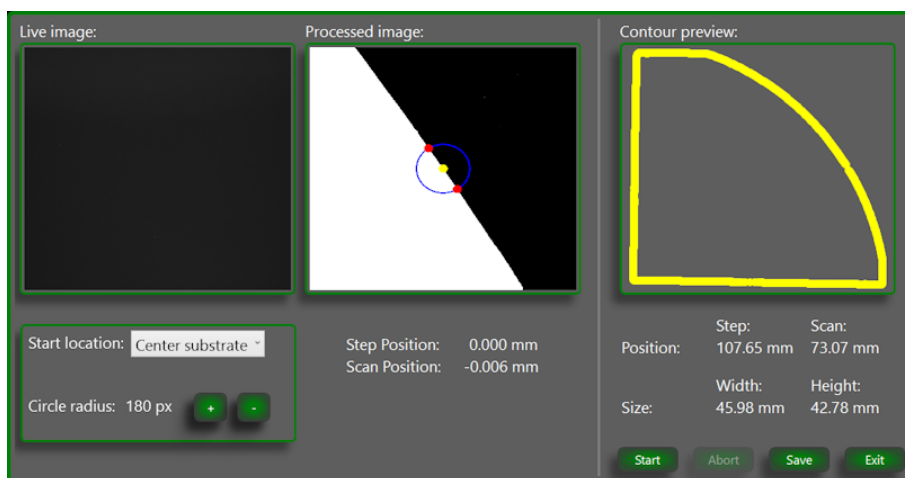 Live image:
Processed image:
Contour preview:
Start location: Center substrate
Circle radius: 180 px + -
Step Position: 0.000 mm
Scan Position: -0.006 mm
Step: Scan:
Position: 107.65 mm 73.07 mm
Width: Height:
Size: 45.98 mm 42.78 mm
Start Abort Save Exit